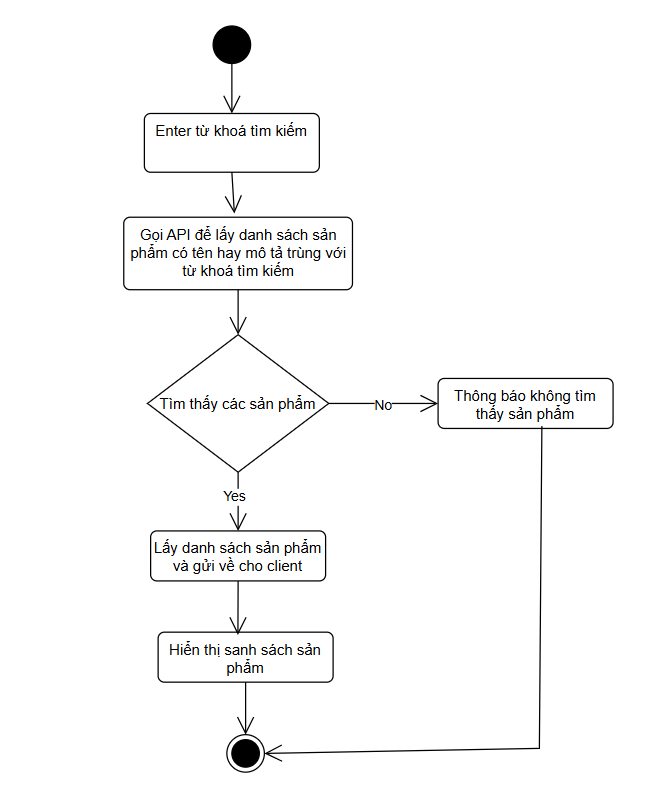 Enter từ khoá tìm kiếm
Gọi API để lấy danh sách sản
phẩm có tên hay mô tả trùng với
từ khoá tìm kiếm
Tìm thấy các sản phẩm
No
Thông báo không tìm
thấy sản phẩm
Yes
Lấy danh sách sản phẩm
và gửi về cho client
Hiển thị sanh sách sản
phẩm